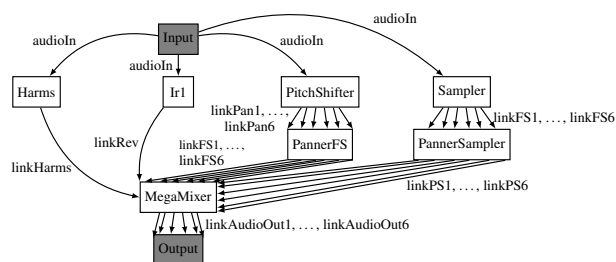 Input
audioIn
audioIn
audioIn
audioIn
Harms
Ir1
PitchShifter
Sampler
linkPan1, …,
linkPan6
linkFS1, …, linkFS6
linkRev
linkFS1, …,
linkFS6
PannerFS
PannerSampler
linkHarms
linkPS1, …, linkPS6
MegaMixer
linkAudioOut1, …, linkAudioOut6
Output